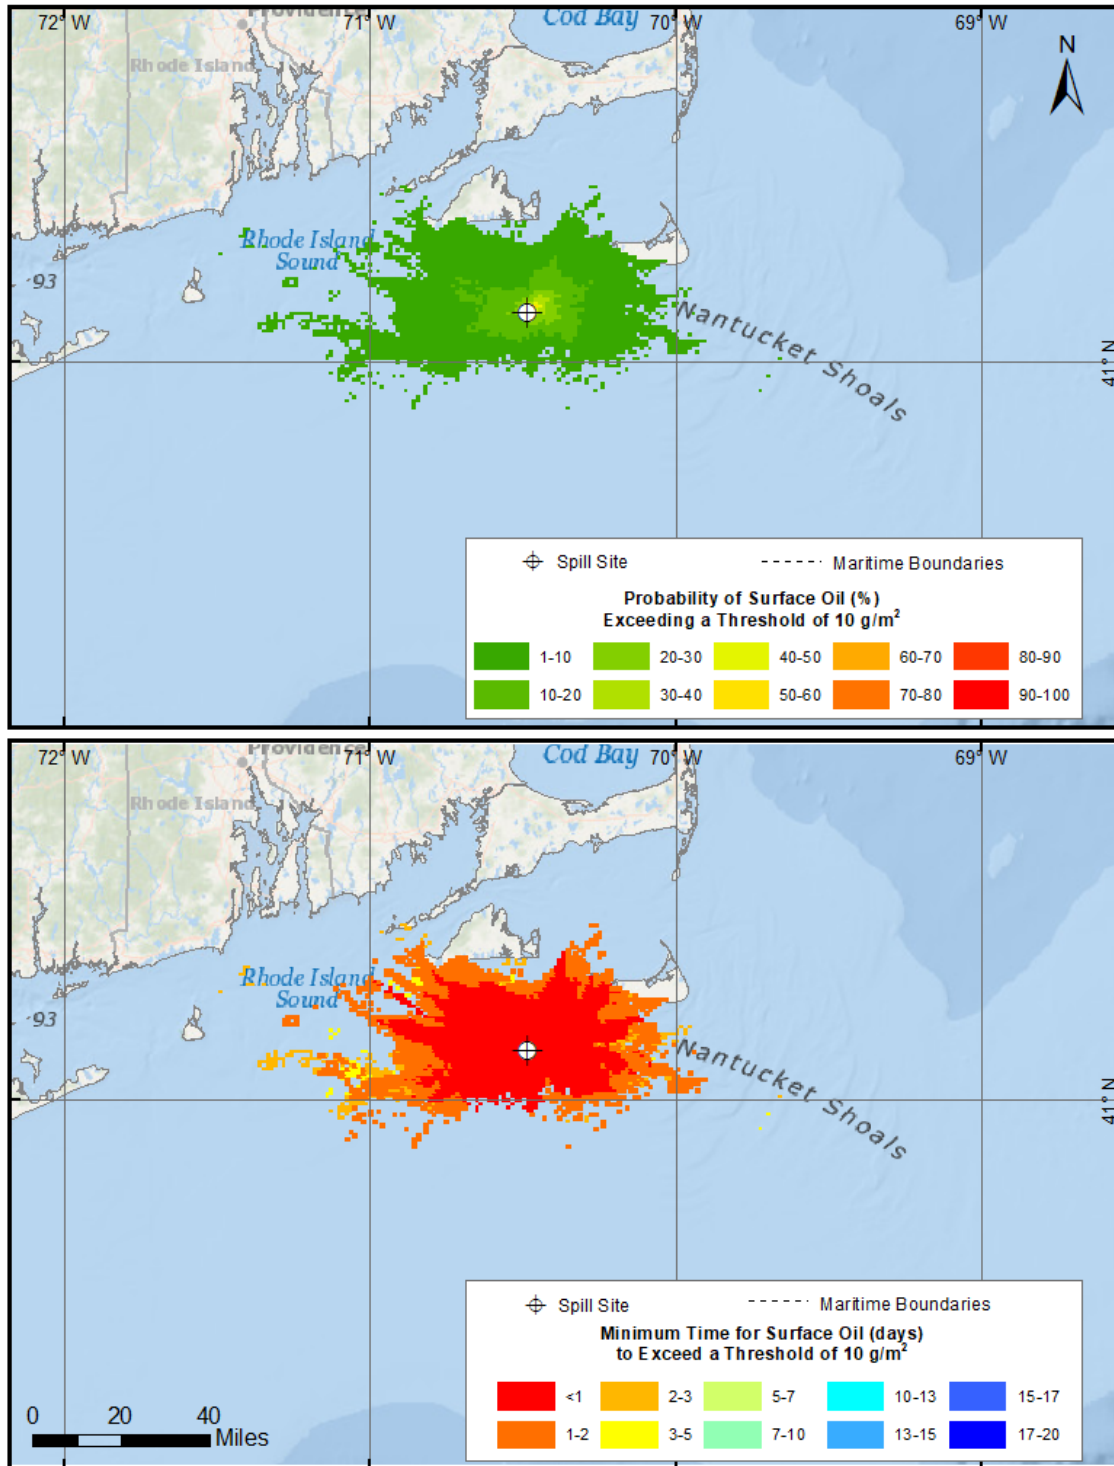 72° W
Providence
71° W
Cod Bay
70° W
69° W
N
Rhode Island
Rhode Island
Sound
93
Nantucket Shoals
41° N
Spill Site
Maritime Boundaries
Probability of Surface Oil (%)
Exceeding a Threshold of 10 g/m²
1-10
20-30
40-50
60-70
80-90
10-20
30-40
50-60
70-80
90-100
72° W
Providence
71° W
Cod Bay
70° W
69° W
Rhode Island
Rhode Island
Sound
93
Nantucket Shoals
41° N
Spill Site
Maritime Boundaries
Minimum Time for Surface Oil (days)
to Exceed a Threshold of 10 g/m²
<1
2-3
5-7
10-13
15-17
1-2
3-5
7-10
13-15
17-20
0 20 40
Miles